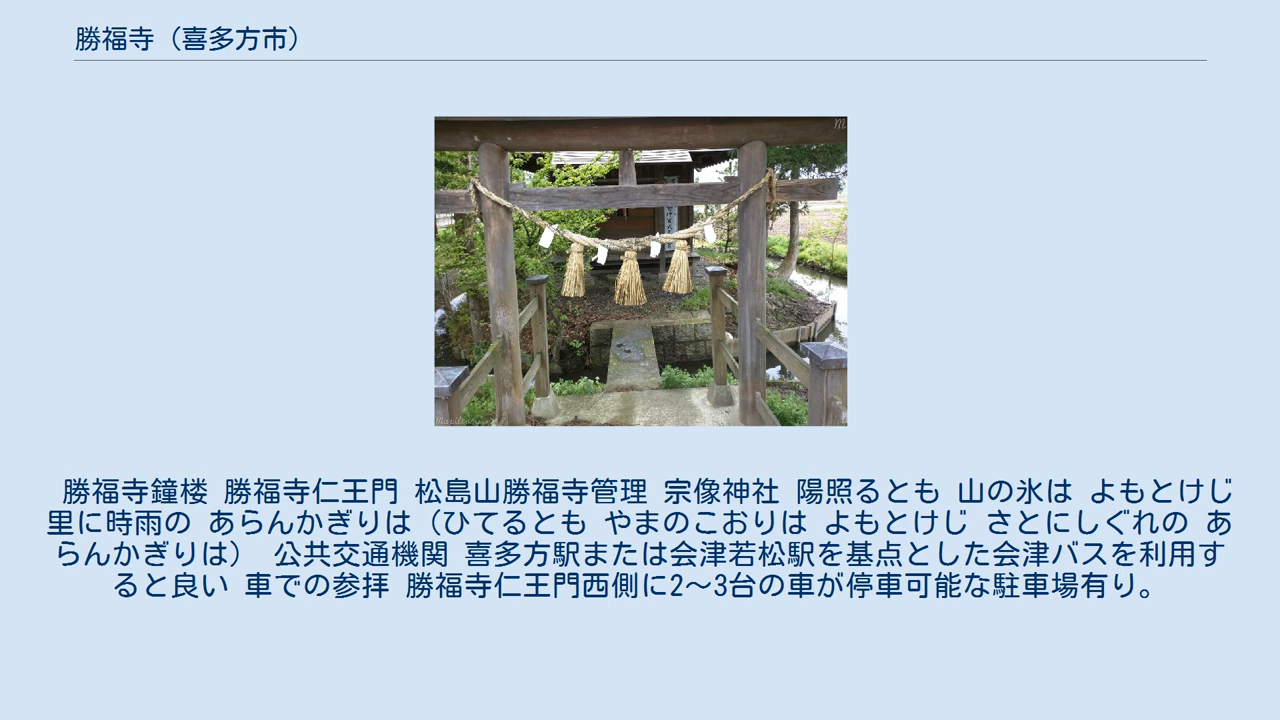 勝福寺（喜多方市）
勝福寺鐘楼 勝福寺仁王門 松島山勝福寺管理 宗像神社 陽照るとも 山の氷は よもとけじ
里に時雨の あらんかぎりは（ひてるとも やまのこおりは よもとけじ さとにしぐれの あ
らんかぎりは） 公共交通機関 喜多方駅または会津若松駅を基点とした会津バスを利用す
ると良い 車での参拝 勝福寺仁王門西側に2〜3台の車が停車可能な駐車場有り。